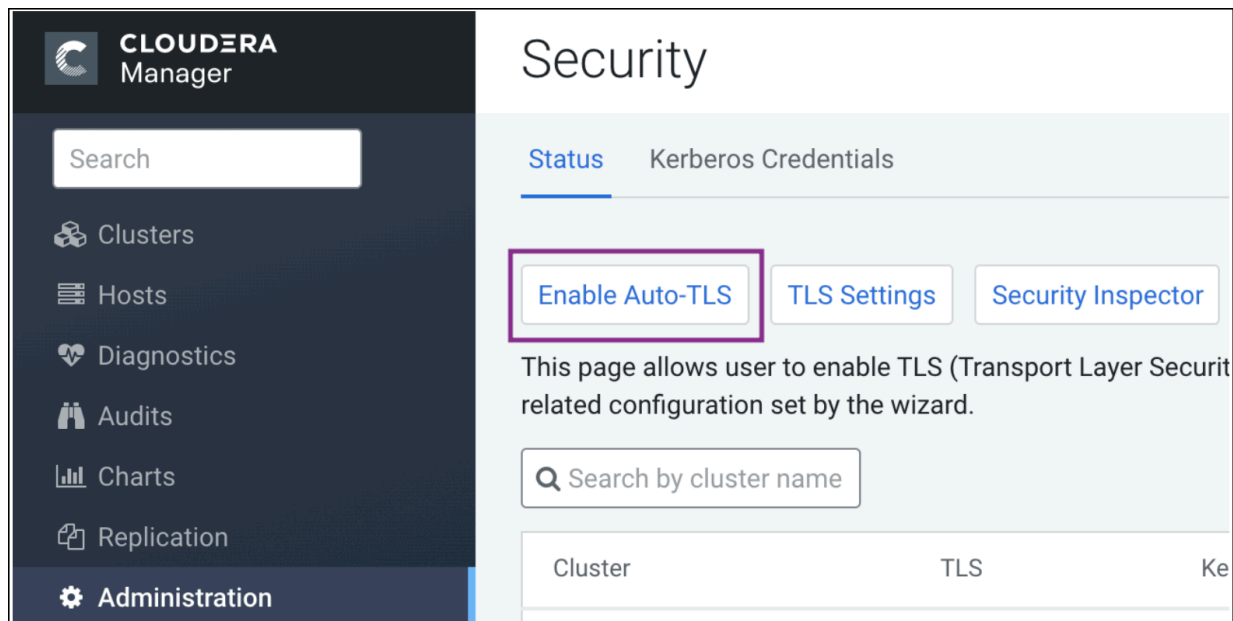 CLOUDERA
Manager
Search
Clusters
Hosts
Diagnostics
Audits
Charts
Replication
Administration
Security
Status Kerberos Credentials
Enable Auto-TLS TLS Settings Security Inspector
This page allows user to enable TLS (Transport Layer Securit
related configuration set by the wizard.
Search by cluster name
Cluster TLS Ke